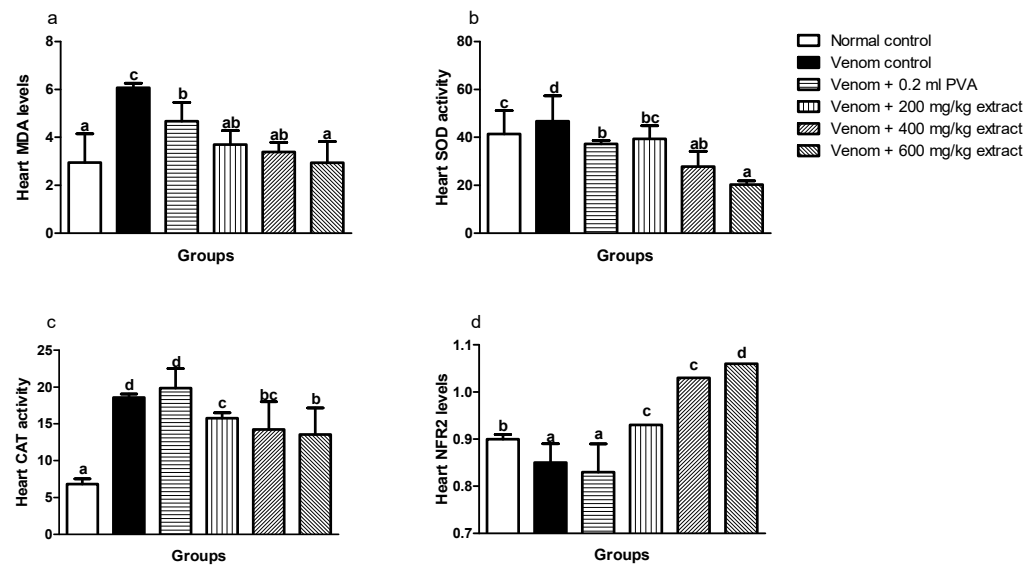 a
8
6
4
2
0
Heart MDA levels
a
c
b
ab
ab
a
Groups
b
80
60
40
20
0
Heart SOD activity
c
d
b
bc
ab
a
Groups
Normal control
Venom control
Venom + 0.2 ml PVA
Venom + 200 mg/kg extract
Venom + 400 mg/kg extract
Venom + 600 mg/kg extract
c
25
20
15
10
5
0
Heart CAT activity
a
d
d
c
bc
b
Groups
d
1.1
1.0
0.9
0.8
0.7
Heart NFR2 levels
b
a
a
c
c
d
Groups